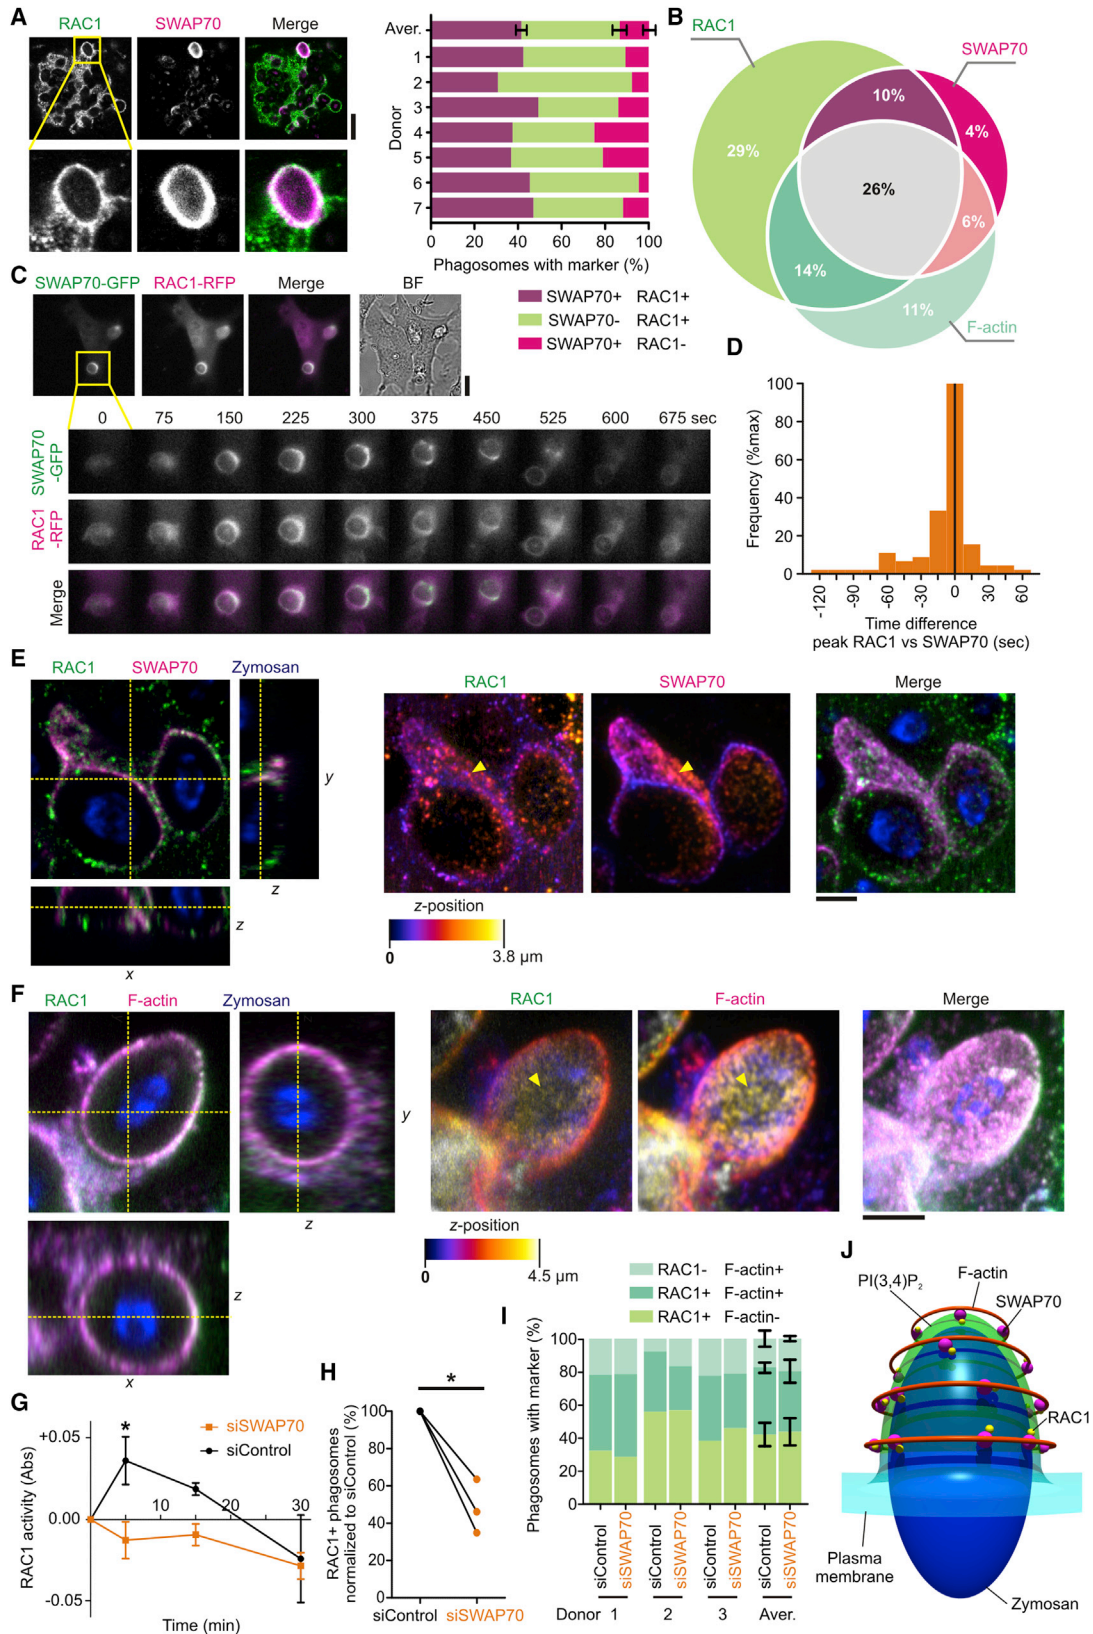 A
RAC1 SWAP70 Merge
Aver.
1
2
3
4
5
6
7
Donor
0 20 40 60 80 100
Phagosomes with marker (%)
SWAP70+ RAC1+
SWAP70- RAC1+
SWAP70+ RAC1-
B
RAC1
SWAP70
10%
4%
29%
26%
6%
14%
11%
F-actin
C
SWAP70-GFP RAC1-RFP Merge BF
0 75 150 225 300 375 450 525 600 675 sec
SWAP70
-GFP
RAC1
-RFP
Merge
D
Frequency (%max)
100
80
60
40
20
0
-120 -90 -60 -30 0 30 60
Time difference
peak RAC1 vs SWAP70 (sec)
E
RAC1 SWAP70 Zymosan
y
z
z
x
RAC1 SWAP70 Merge
z-position
0 3.8 µm
F
RAC1 F-actin Zymosan
y
z
z
x
RAC1 F-actin Merge
z-position
0 4.5 µm
G
siSWAP70
siControl
*
RAC1 activity (Abs)
+0.05
0.00
-0.05
10 20 30
Time (min)
H
*
RAC1+ phagosomes
normalized to siControl (%)
100
80
60
40
20
0
siControl siSWAP70
I
RAC1- F-actin+
RAC1+ F-actin+
RAC1+ F-actin-
Phagosomes with marker (%)
100
80
60
40
20
0
siControl siSWAP70 siControl siSWAP70 siControl siSWAP70 siControl siSWAP70
Donor 1 2 3 Aver.
J
F-actin
PI(3,4)P2
SWAP70
RAC1
Plasma
membrane
Zymosan